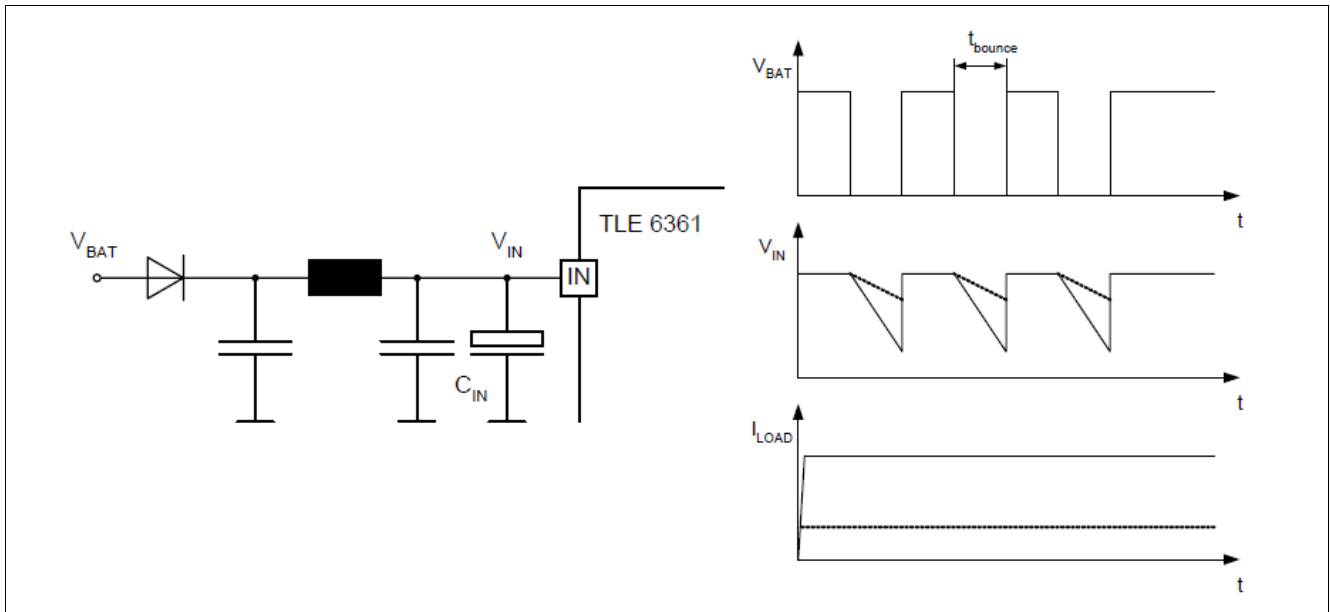 V_BAT
V_IN
TLE 6361
IN
C_IN
t_bounce
V_BAT
t
V_IN
t
I_LOAD
t